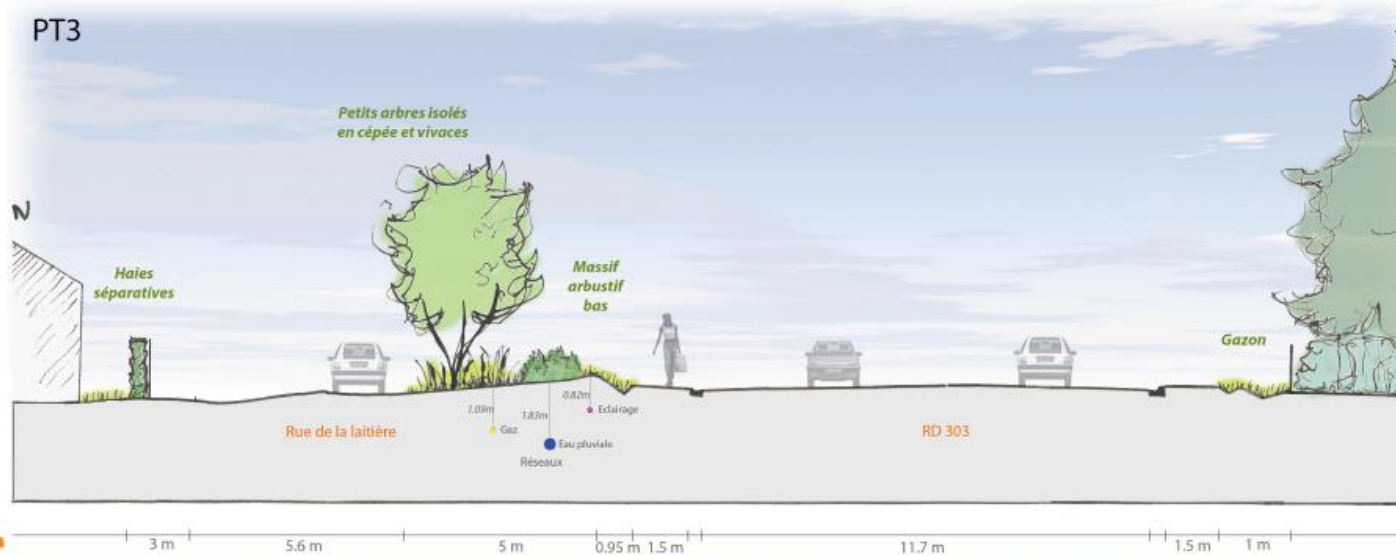 PT3
Petits arbres isolés
en cépée et vivaces
N
Haies
séparatives
Massif
arbustif
bas
Gazon
0.82m
Eclairage
1.09m
Gaz
1.83m
Eau pluviale
Réseaux
Rue de la laitière
RD 303
3 m
5.6 m
5 m
0.95 m
1.5 m
11.7 m
1.5 m
1 m